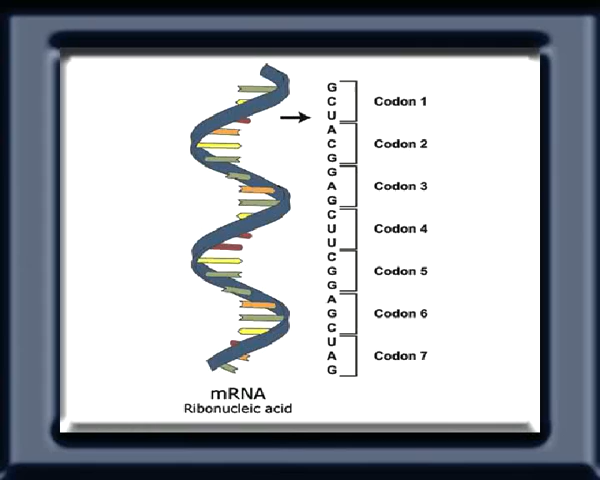 G
C Codon 1
U
A
C Codon 2
G
G
A Codon 3
G
C
U Codon 4
U
C
G Codon 5
G
A
G Codon 6
C
U
A Codon 7
G
mRNA
Ribonucleic acid